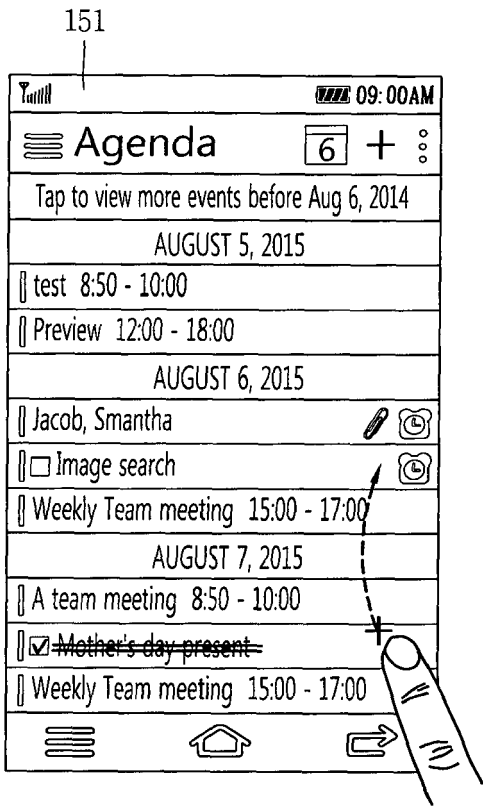 151
09:00AM
Agenda 6 +
Tap to view more events before Aug 6, 2014
AUGUST 5, 2015
test 8:50 - 10:00
Preview 12:00 - 18:00
AUGUST 6, 2015
Jacob, Smantha
Image search
Weekly Team meeting 15:00 - 17:00
AUGUST 7, 2015
A team meeting 8:50 - 10:00
Mother's day present
Weekly Team meeting 15:00 - 17:00